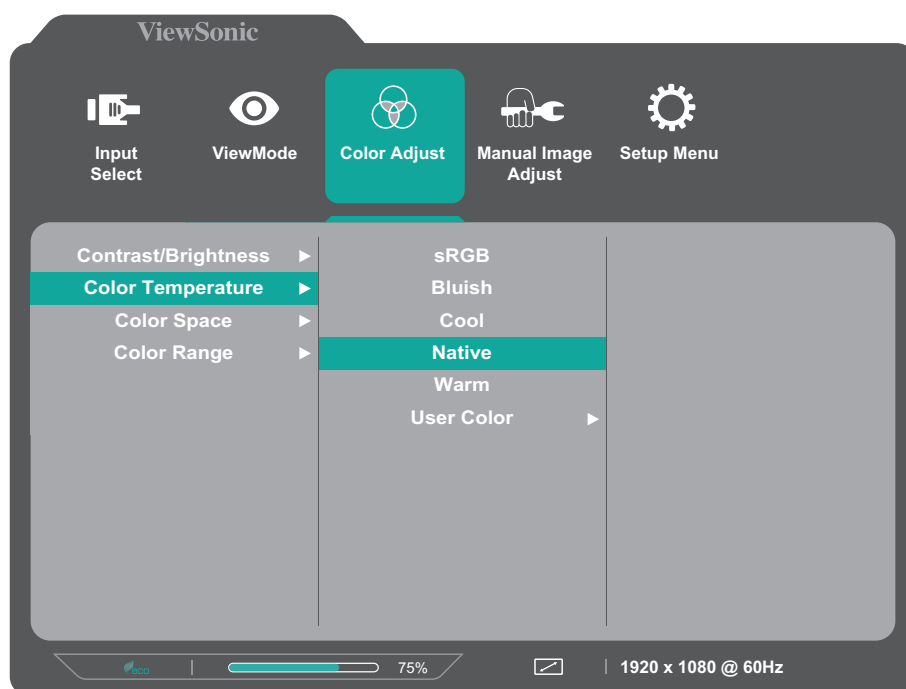 ViewSonic
Input
Select
ViewMode
Color Adjust
Manual Image
Adjust
Setup Menu
Contrast/Brightness
Color Temperature
Color Space
Color Range
sRGB
Bluish
Cool
Native
Warm
User Color
eco
75%
1920 x 1080 @ 60Hz